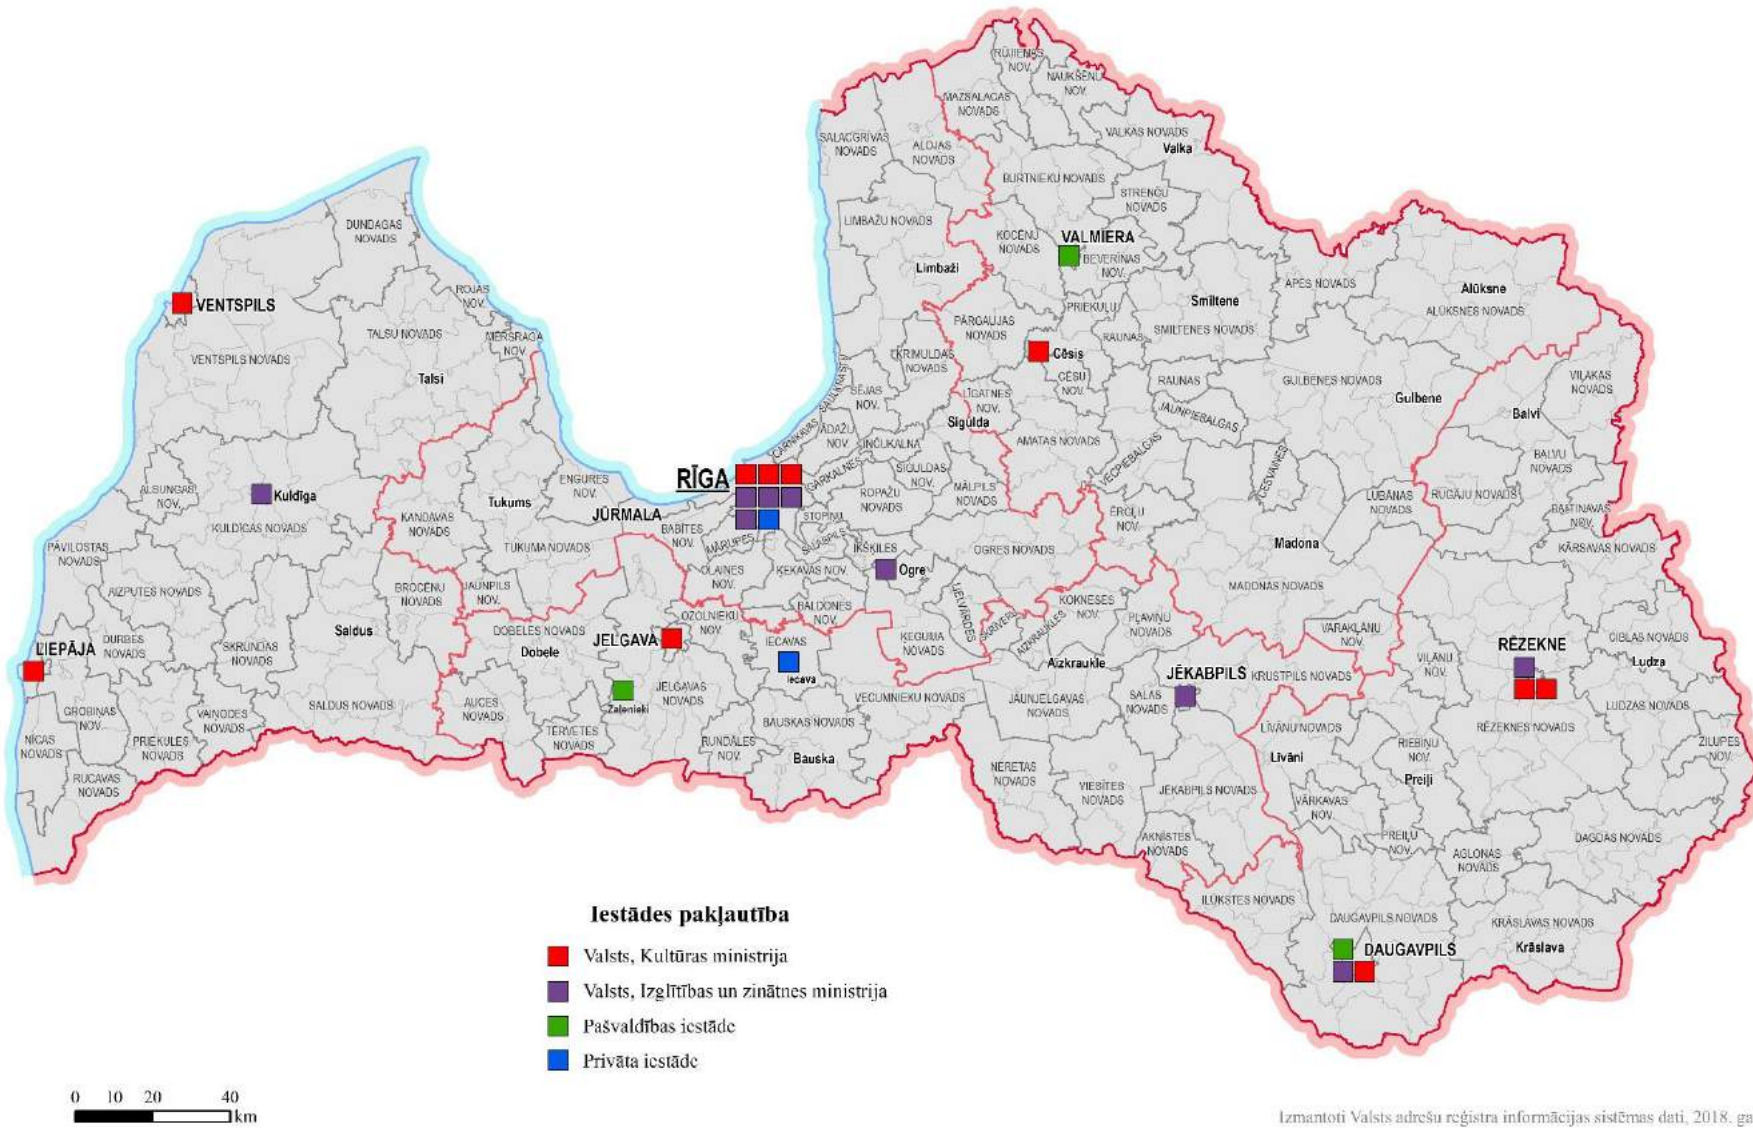 RŪJIENAS
NOV.
NAUKŠĒNU
NOV.
MAZSALACAS
NOVADS
SALACGRĪVAS
NOVADS
ALOJAS
NOVADS
VALKAS NOVADS
Valka
BURTNIEKU NOVADS
STRENČU
NOVADS
DUNDAGAS
NOVADS
LIMBAŽU NOVADS
KOCĒNU
NOVADS
VALMIERA
BEVERĪNAS
NOV.
Limbaži
APES NOVADS
Alūksne
ALŪKSNES NOVADS
VENTSPILS
ROJAS
NOV.
Smiltene
SMILTENES NOVADS
PRIEKUĻU
PĀRGAUJAS
NOVADS
TALSU NOVADS
MĒRSRAGA
NOV.
RAUNAS
VENTSPILS NOVADS
KRIMULDAS
NOVADS
Cēsis
CĒSU
NOV.
Talsi
SĒJAS
NOV.
LĪGATNES
NOV.
RAUNAS
GULBENES NOVADS
Gulbene
VIĻAKAS
NOVADS
Balvi
JAUNPIEBALGAS
Sigulda
ĀDAŽU
NOV.
CARNIKAVAS
INČUKALNA
AMATAS NOVADS
VECPIEBALGAS
CESVAINES
BALVU
NOVADS
RĪGA
GARKALNES
SIGULDAS
NOV.
MĀLPILS
NOVADS
ROPAŽU
NOVADS
LUBĀNAS
NOVADS
RUGĀJU NOVADS
BALTINAVAS
NOV.
ALSUNGAS
NOV.
Kuldīga
ENGURES
NOV.
Tukums
KULDĪGAS NOVADS
KANDAVAS
NOVADS
JŪRMALA
BABĪTES
NOV.
MĀRUPES
STOPIŅU
SALASPILS
ĒRGĻU
NOV.
Madona
PĀVILOSTAS
NOVADS
TUKUMA NOVADS
IKŠĶILES
Ogre
OGRES NOVADS
KĀRSAVAS NOVADS
OLAINES
NOV.
ĶEKAVAS NOV.
AIZPUTES NOVADS
BROCĒNU
NOVADS
JAUNPILS
NOV.
MADONAS NOVADS
LIELVĀRDES
KOKNESES
NOV.
BALDONES
NOV.
OZOLNIEKU
NOV.
SKRĪVERU
AIZKRAUKLES
PĻAVIŅU
NOVADS
VARAKĻĀNU
NOV.
DOBELES NOVADS
Dobele
JELGAVA
IECAVAS
Iecava
ĶEGUMA
NOVADS
LIEPĀJA
DURBES
NOVADS
SKRUNDAS
NOVADS
Saldus
Aizkraukle
JĒKABPILS
KRUSTPILS NOVADS
VIĻĀNU
NOV.
RĒZEKNE
CIBLAS NOVADS
Ludza
JELGAVAS
NOVADS
Zaļenieki
VECUMNIEKU NOVADS
JAUNJELGAVAS
NOVADS
SALAS
NOVADS
LUDZAS NOVADS
GROBIŅAS
NOV.
VAIŅODES
NOVADS
SALDUS NOVADS
AUCES
NOVADS
BAUSKAS NOVADS
Bauska
LĪVĀNU NOVADS
Līvāni
RIEBIŅU
NOV.
RĒZEKNES NOVADS
ZILUPES
NOV.
NĪCAS
NOVADS
PRIEKULES
NOVADS
TĒRVETES
NOVADS
RUNDĀLES
NOV.
RUCAVAS
NOVADS
NERETAS
NOVADS
VIESĪTES
NOVADS
JĒKABPILS NOVADS
Preiļi
VĀRKAVAS
NOV.
PREIĻU
NOV.
AKNĪSTES
NOVADS
AGLONAS
NOVADS
DAGDAS NOVADS
ILŪKSTES NOVADS
DAUGAVPILS NOVADS
DAUGAVPILS
KRĀSLAVAS NOVADS
Krāslava
Iestādes pakļautība
Valsts, Kultūras ministrija
Valsts, Izglītības un zinātnes ministrija
Pašvaldības iestāde
Privāta iestāde
0 10 20 40
km
Izmantoti Valsts adrešu reģistra informācijas sistēmas dati, 2018. ga